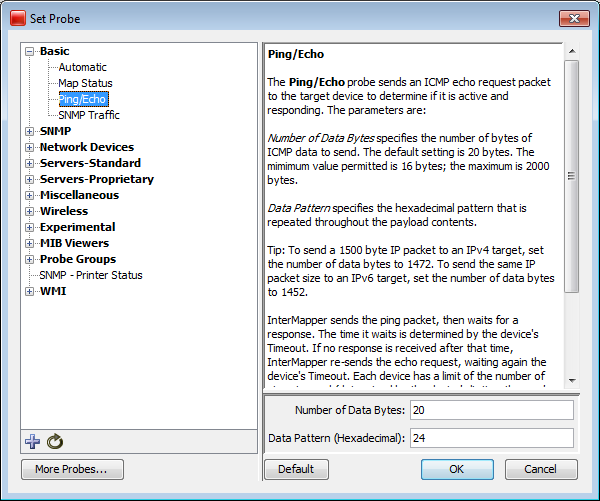 Set Probe
Basic
Automatic
Map Status
Ping/Echo
SNMP Traffic
SNMP
Network Devices
Servers-Standard
Servers-Proprietary
Miscellaneous
Wireless
Experimental
MIB Viewers
Probe Groups
SNMP - Printer Status
WMI
More Probes...
Ping/Echo
The Ping/Echo probe sends an ICMP echo request packet
to the target device to determine if it is active and
responding. The parameters are:
Number of Data Bytes specifies the number of bytes of
ICMP data to send. The default setting is 20 bytes. The
mimimum value permitted is 16 bytes; the maximum is 2000
bytes.
Data Pattern specifies the hexadecimal pattern that is
repeated throughout the payload contents.
Tip: To send a 1500 byte IP packet to an IPv4 target, set
the number of data bytes to 1472. To send the same IP
packet size to an IPv6 target, set the number of data bytes
to 1452.
InterMapper sends the ping packet, then waits for a
response. The time it waits is determined by the device's
Timeout. If no response is received after that time,
InterMapper re-sends the echo request, waiting again the
device's Timeout. Each device has a limit of the number of
Number of Data Bytes: 20
Data Pattern (Hexadecimal): 24
Default
OK
Cancel